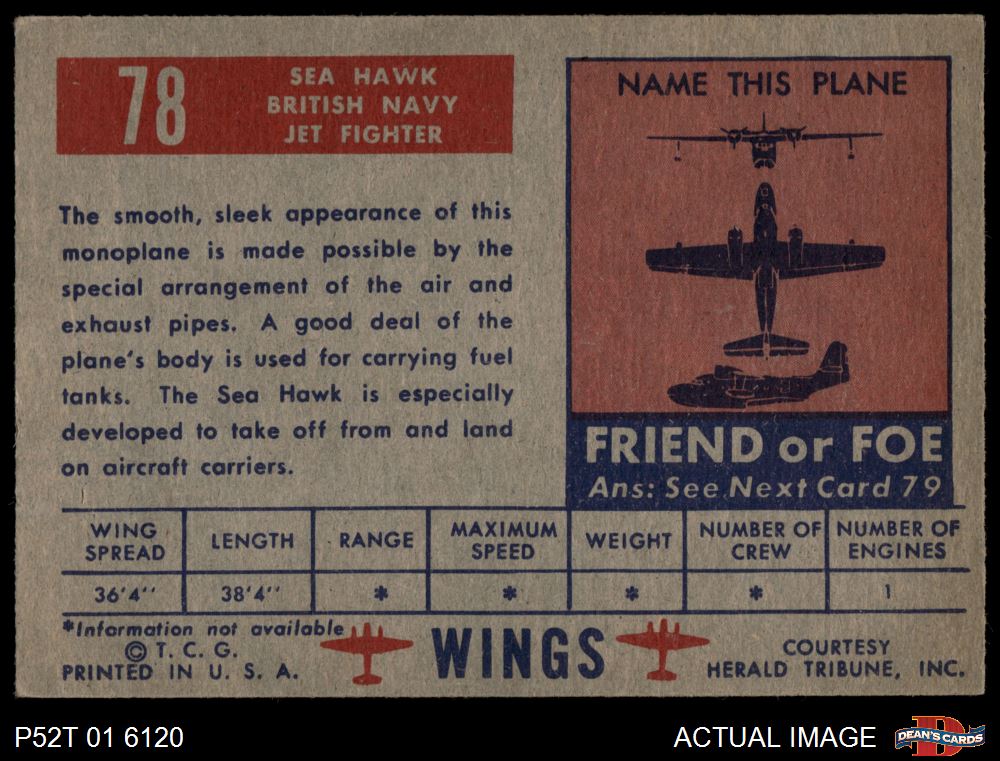 78
SEA HAWK
BRITISH NAVY
JET FIGHTER
The smooth, sleek appearance of this
monoplane is made possible by the
special arrangement of the air and
exhaust pipes. A good deal of the
plane's body is used for carrying fuel
tanks. The Sea Hawk is especially
developed to take off from and land
on aircraft carriers.
NAME THIS PLANE
FRIEND or FOE
Ans: See Next Card 79
WING SPREAD LENGTH RANGE MAXIMUM SPEED WEIGHT NUMBER OF CREW NUMBER OF ENGINES
36'4" 38'4" * * * * 1
*Information not available
© T. C. G.
PRINTED IN U. S. A.
WINGS
COURTESY
HERALD TRIBUNE, INC.
P52T 01 6120
ACTUAL IMAGE
D
DEAN'S CARDS